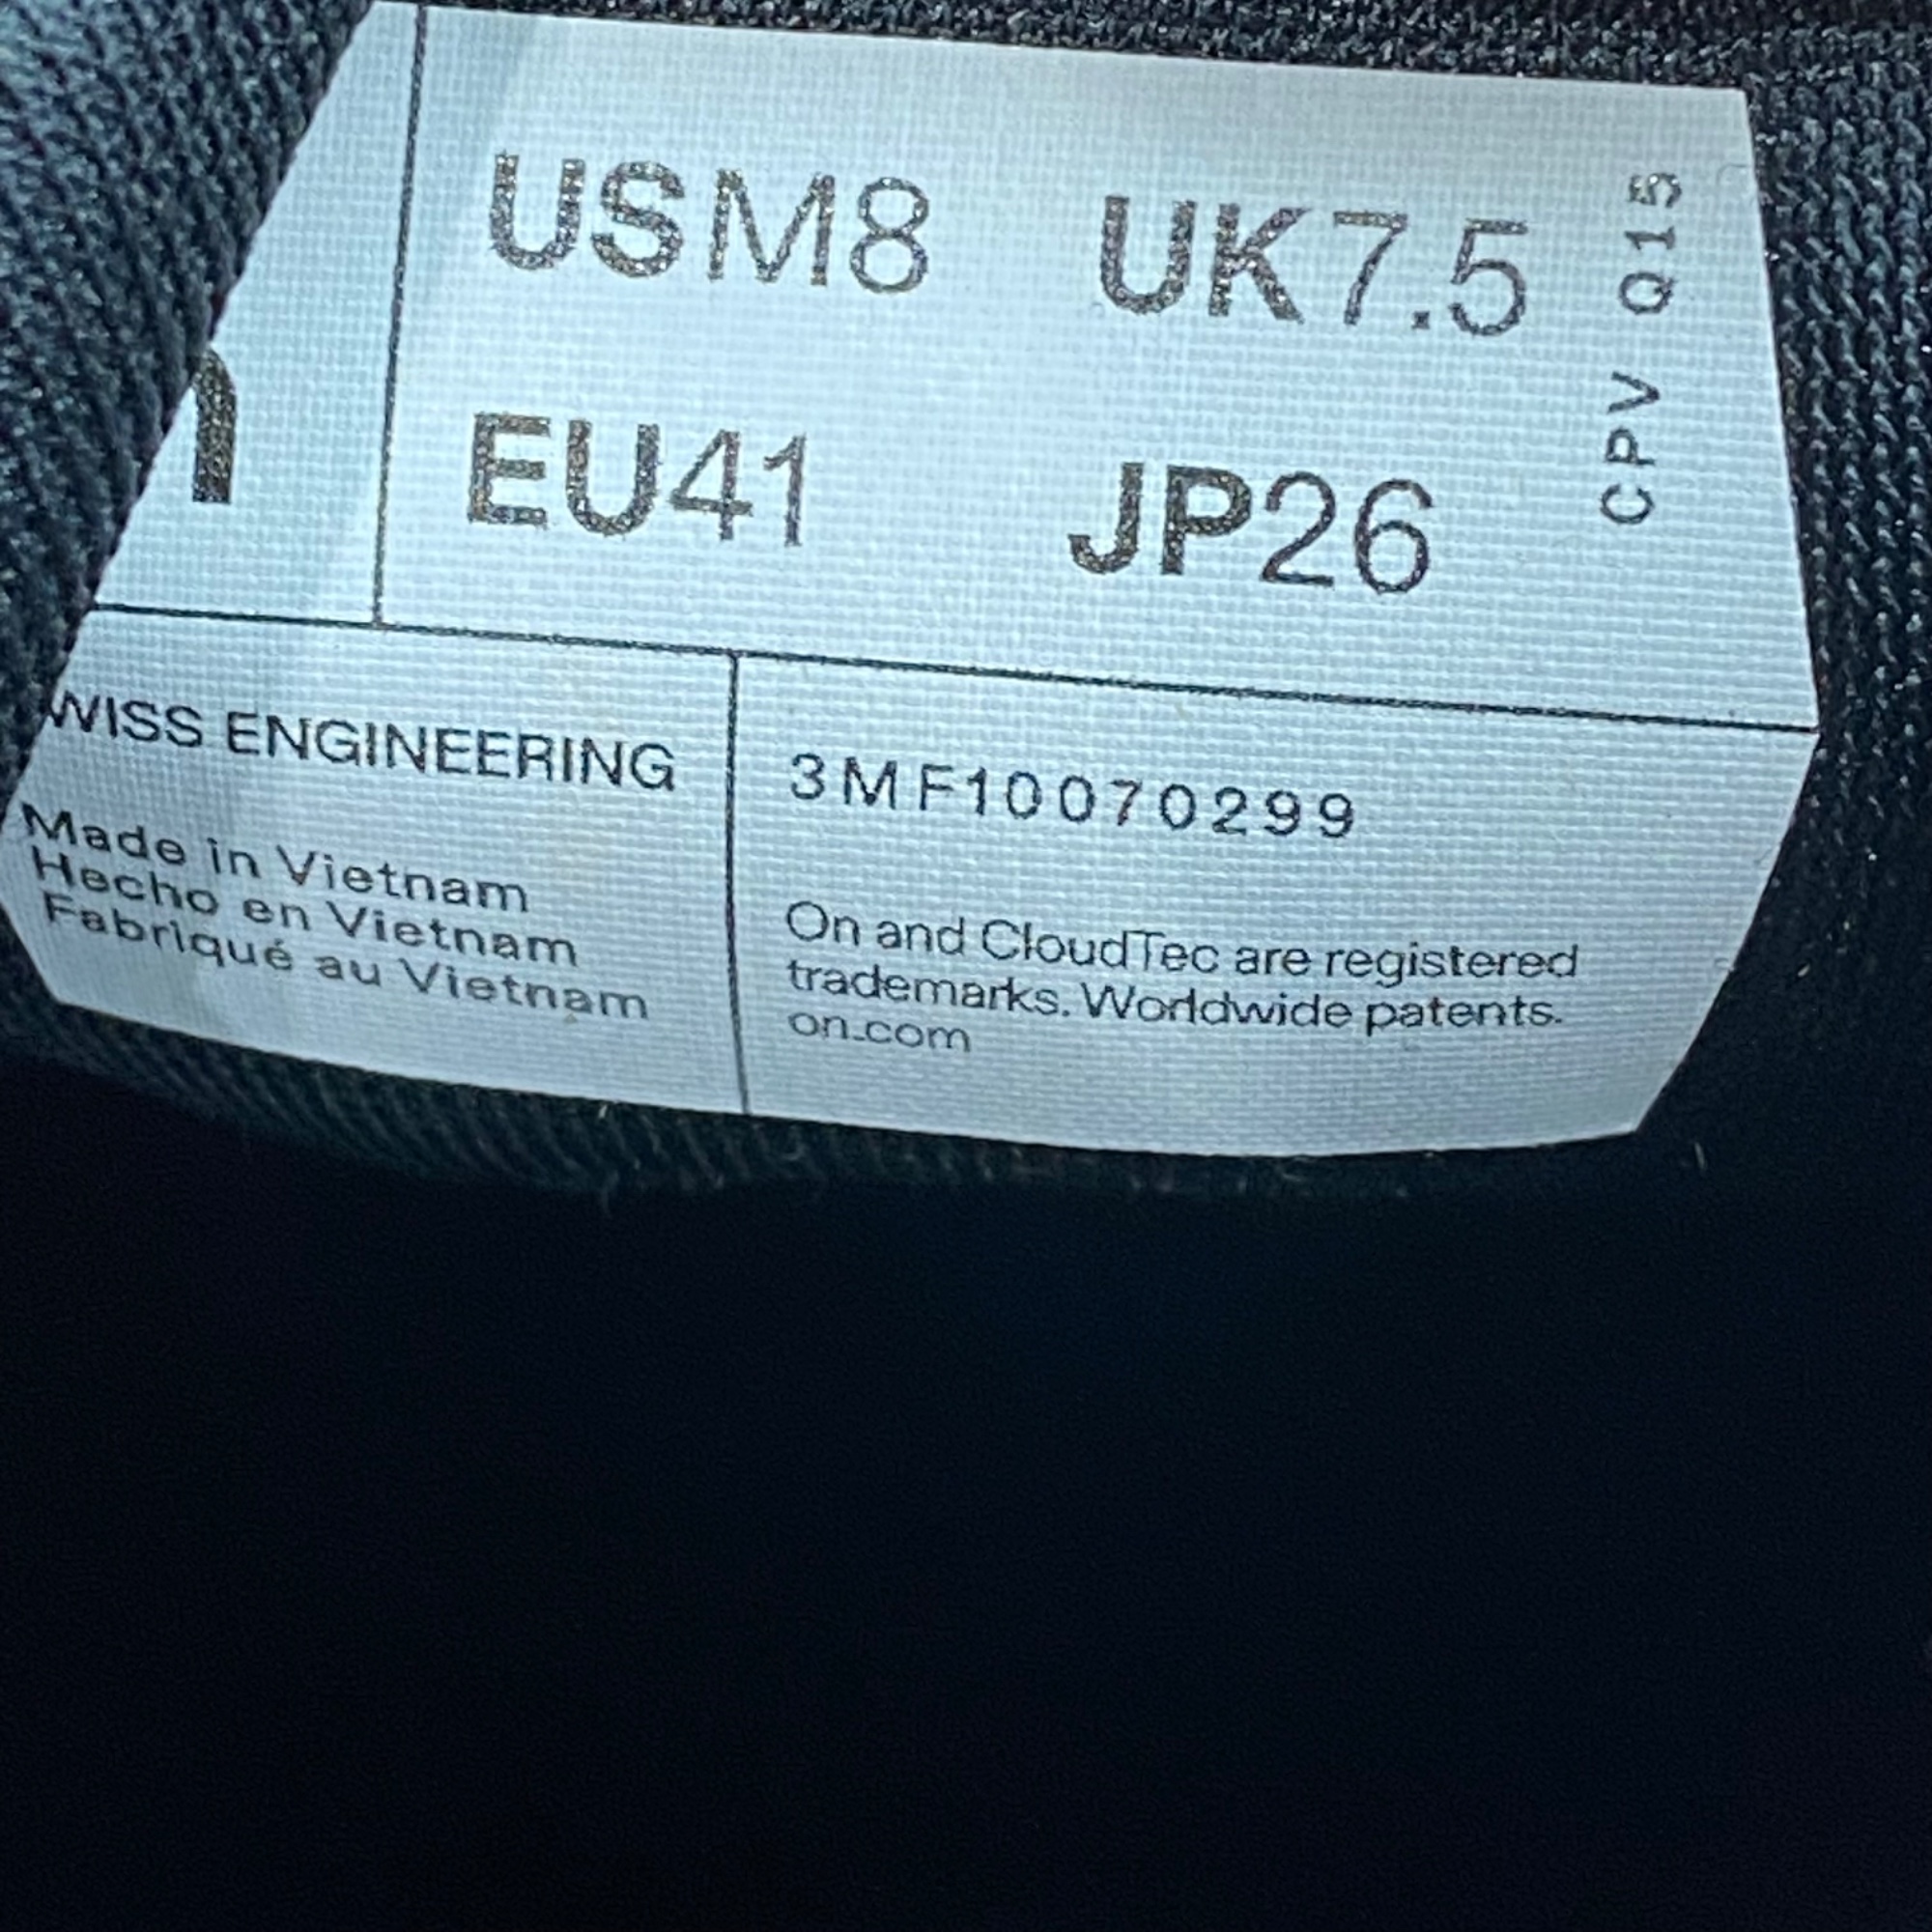 USM8 UK7.5
EU41 JP26
CPV Q15
n
WISS ENGINEERING
Made in Vietnam
Hecho en Vietnam
Fabriqué au Vietnam
3MF10070299
On and CloudTec are registered
trademarks. Worldwide patents.
on.com